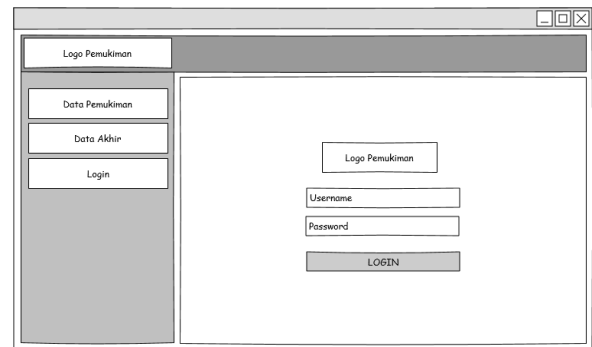 Logo Pemukiman
Data Pemukiman
Data Akhir
Login
Logo Pemukiman
Username
Password
LOGIN